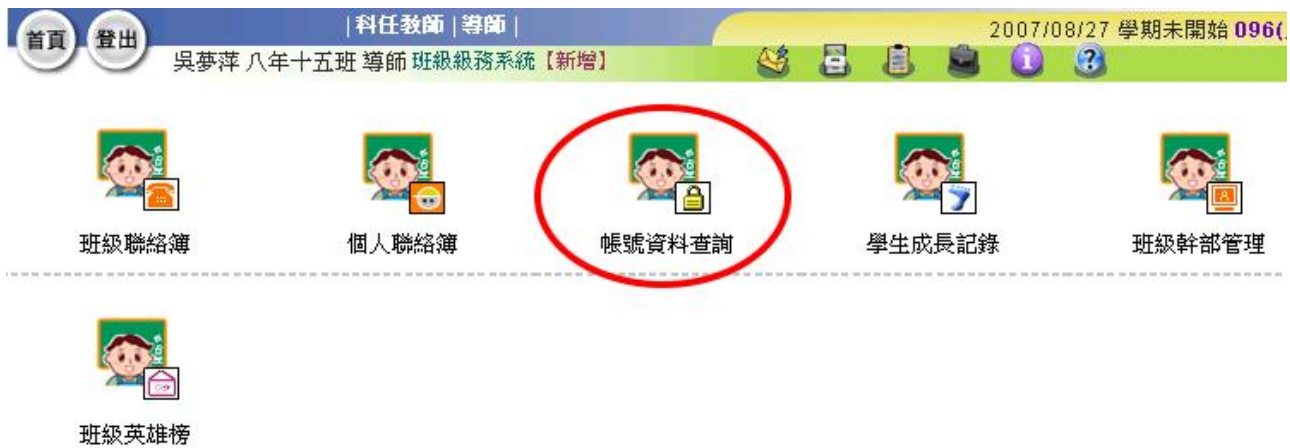 首頁 登出 |科任教師|導師| 2007/08/27 學期未開始 096(
吳夢萍 八年十五班 導師 班級級務系統【新增】
班級聯絡簿 個人聯絡簿 帳號資料查詢 學生成長記錄 班級幹部管理
班級英雄榜